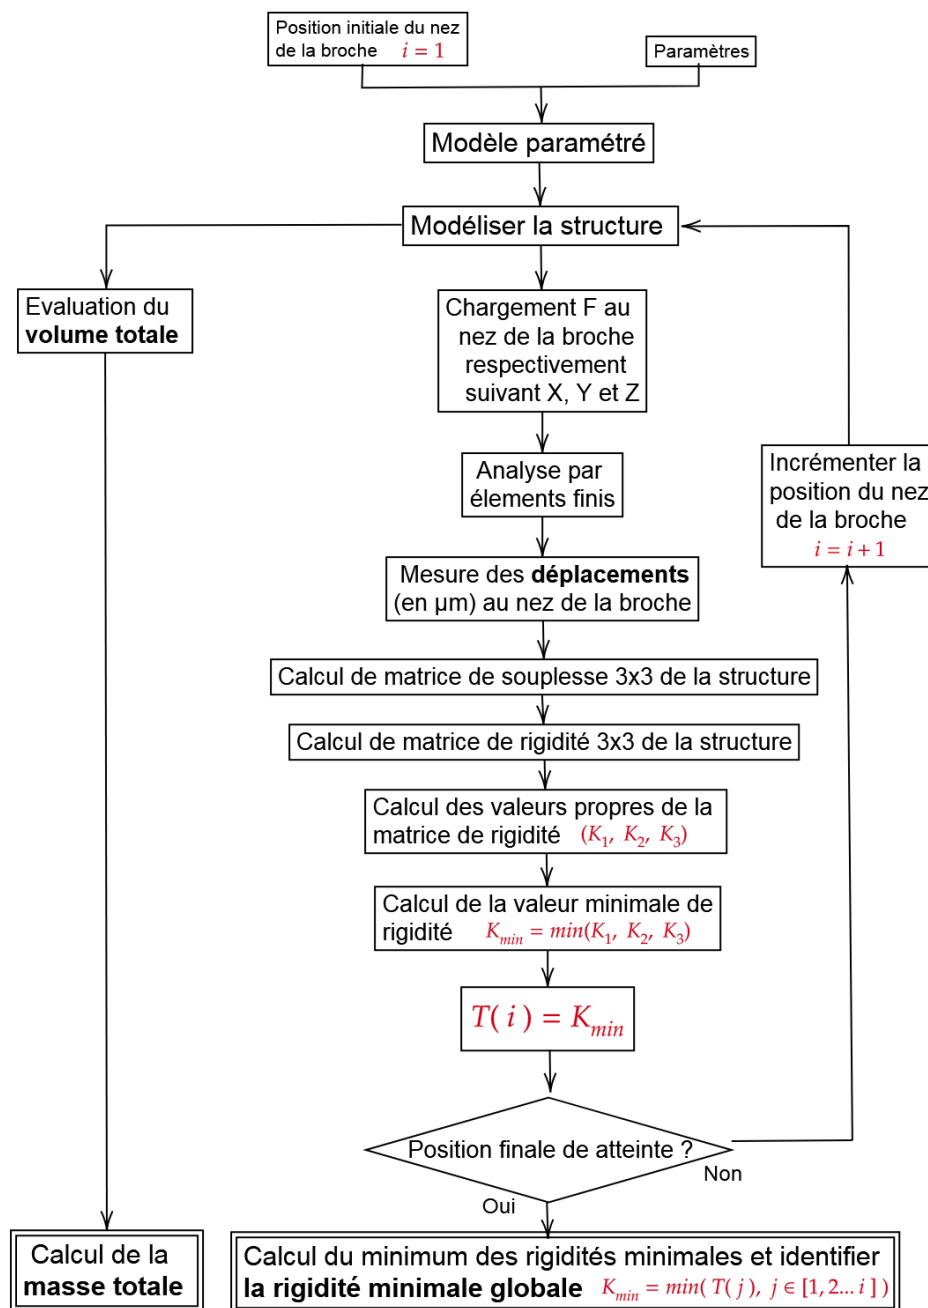 Position initiale du nez
de la broche i = 1
Paramètres
Modèle paramétré
Modéliser la structure
Evaluation du
volume totale
Chargement F au
nez de la broche
respectivement
suivant X, Y et Z
Analyse par
élements finis
Incrémenter la
position du nez
de la broche
i = i + 1
Mesure des déplacements
(en µm) au nez de la broche
Calcul de matrice de souplesse 3x3 de la structure
Calcul de matrice de rigidité 3x3 de la structure
Calcul des valeurs propres de la
matrice de rigidité (K₁, K₂, K₃)
Calcul de la valeur minimale de
rigidité K_min = min(K₁, K₂, K₃)
T( i ) = K_min
Position finale de atteinte ?
Non
Oui
Calcul de la
masse totale
Calcul du minimum des rigidités minimales et identifier
la rigidité minimale globale K_min = min( T( j ), j ∈ [1, 2... i ] )